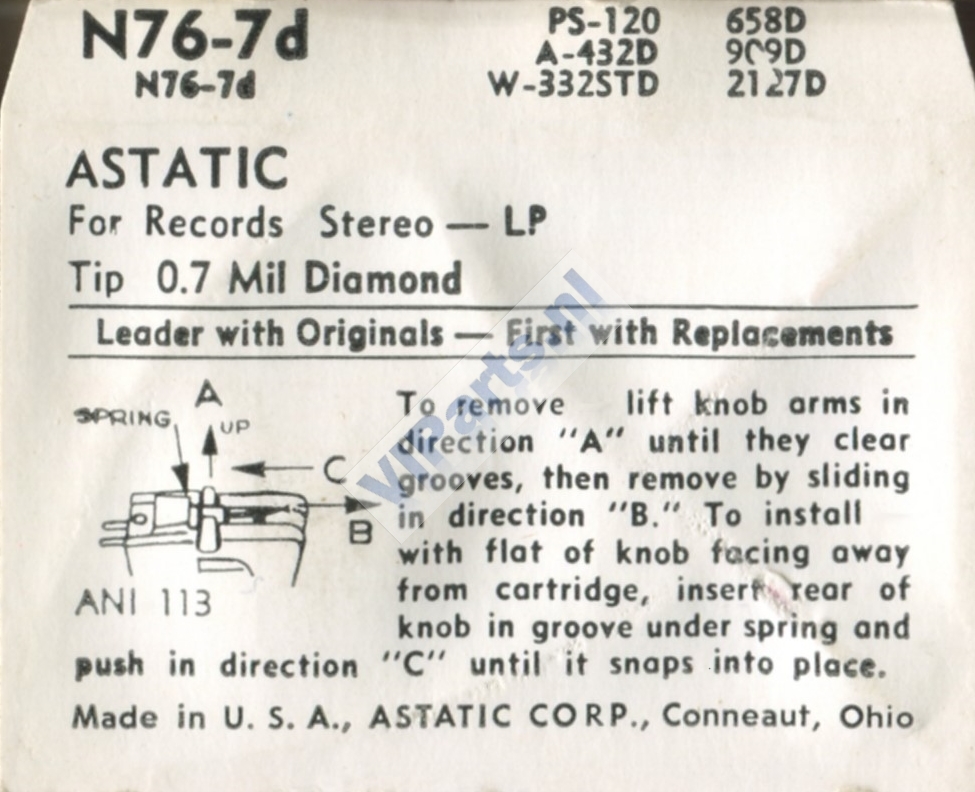 N76-7d
N76-7d
PS-120 658D
A-432D 909D
W-332STD 2127D
ASTATIC
For Records Stereo — LP
Tip 0.7 Mil Diamond
Leader with Originals — First with Replacements
A
SPRING
UP
C
B
ANI 113
To remove lift knob arms in
direction "A" until they clear
grooves, then remove by sliding
in direction "B." To install
with flat of knob facing away
from cartridge, insert rear of
knob in groove under spring and
push in direction "C" until it snaps into place.
Made in U. S. A., ASTATIC CORP., Conneaut, Ohio
VIParts.nl